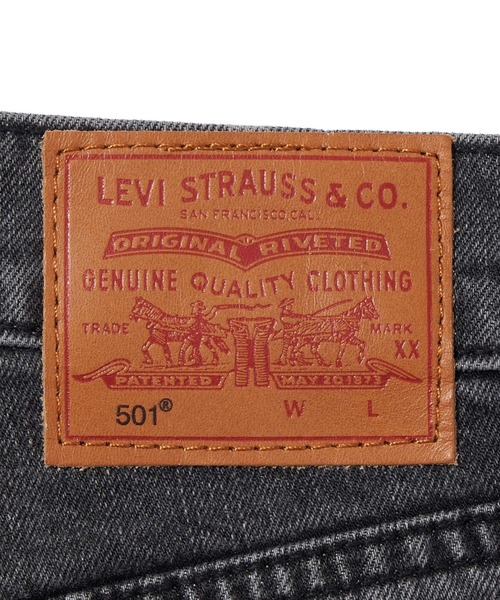 LEVI STRAUSS & CO.
SAN FRANCISCO,CAL.
ORIGINAL RIVETED
GENUINE QUALITY CLOTHING
TRADE MARK
XX
PATENTED MAY 20 1873
501® W L